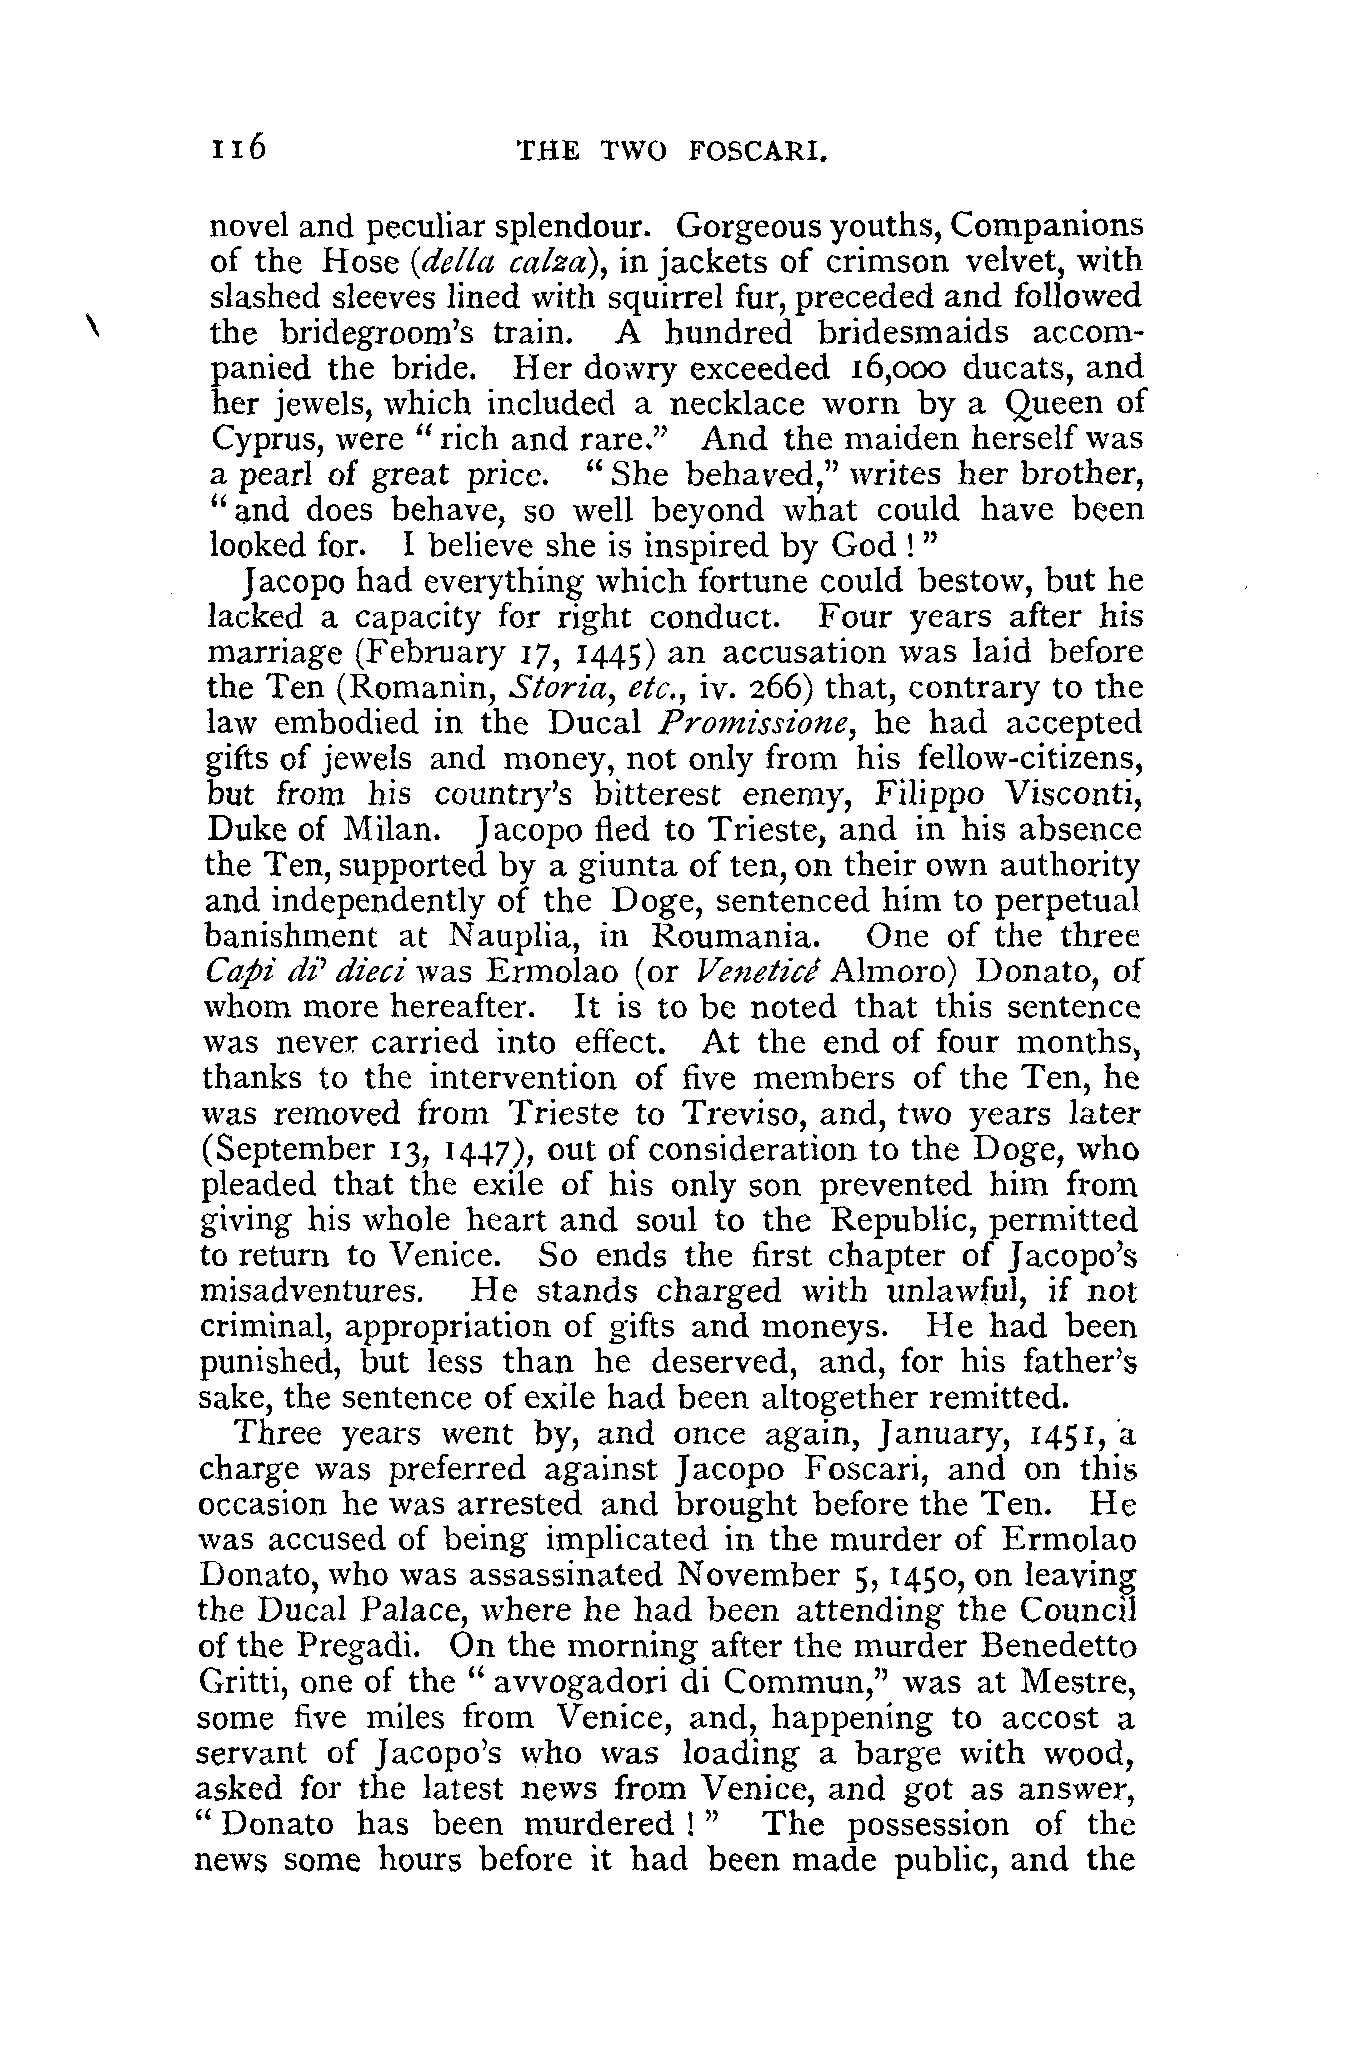 116 THE TWO FOSCARI.
novel and peculiar splendour. Gorgeous youths, Companions
of the Hose (della calza), in jackets of crimson velvet, with
slashed sleeves lined with squirrel fur, preceded and followed
the bridegroom's train. A hundred bridesmaids accom-
panied the bride. Her dowry exceeded 16,000 ducats, and
her jewels, which included a necklace worn by a Queen of
Cyprus, were "rich and rare." And the maiden herself was
a pearl of great price. "She behaved," writes her brother,
"and does behave, so well beyond what could have been
looked for. I believe she is inspired by God!"
Jacopo had everything which fortune could bestow, but he
lacked a capacity for right conduct. Four years after his
marriage (February 17, 1445) an accusation was laid before
the Ten (Romanin, Storia, etc., iv. 266) that, contrary to the
law embodied in the Ducal Promissione, he had accepted
gifts of jewels and money, not only from his fellow-citizens,
but from his country's bitterest enemy, Filippo Visconti,
Duke of Milan. Jacopo fled to Trieste, and in his absence
the Ten, supported by a giunta of ten, on their own authority
and independently of the Doge, sentenced him to perpetual
banishment at Nauplia, in Roumania. One of the three
Capi di' dieci was Ermolao (or Veneticé Almoro) Donato, of
whom more hereafter. It is to be noted that this sentence
was never carried into effect. At the end of four months,
thanks to the intervention of five members of the Ten, he
was removed from Trieste to Treviso, and, two years later
(September 13, 1447), out of consideration to the Doge, who
pleaded that the exile of his only son prevented him from
giving his whole heart and soul to the Republic, permitted
to return to Venice. So ends the first chapter of Jacopo's
misadventures. He stands charged with unlawful, if not
criminal, appropriation of gifts and moneys. He had been
punished, but less than he deserved, and, for his father's
sake, the sentence of exile had been altogether remitted.
Three years went by, and once again, January, 1451, a
charge was preferred against Jacopo Foscari, and on this
occasion he was arrested and brought before the Ten. He
was accused of being implicated in the murder of Ermolao
Donato, who was assassinated November 5, 1450, on leaving
the Ducal Palace, where he had been attending the Council
of the Pregadi. On the morning after the murder Benedetto
Gritti, one of the "avvogadori di Commun," was at Mestre,
some five miles from Venice, and, happening to accost a
servant of Jacopo's who was loading a barge with wood,
asked for the latest news from Venice, and got as answer,
"Donato has been murdered!" The possession of the
news some hours before it had been made public, and the